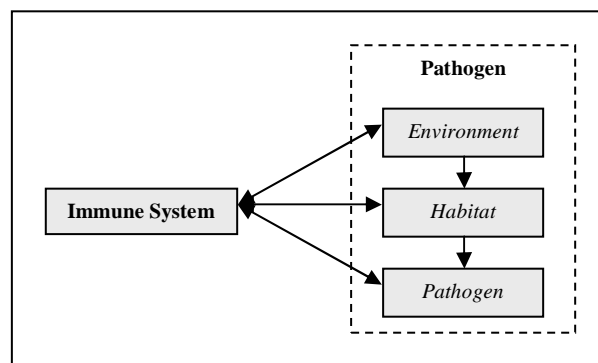 Pathogen
Environment
Immune System
Habitat
Pathogen